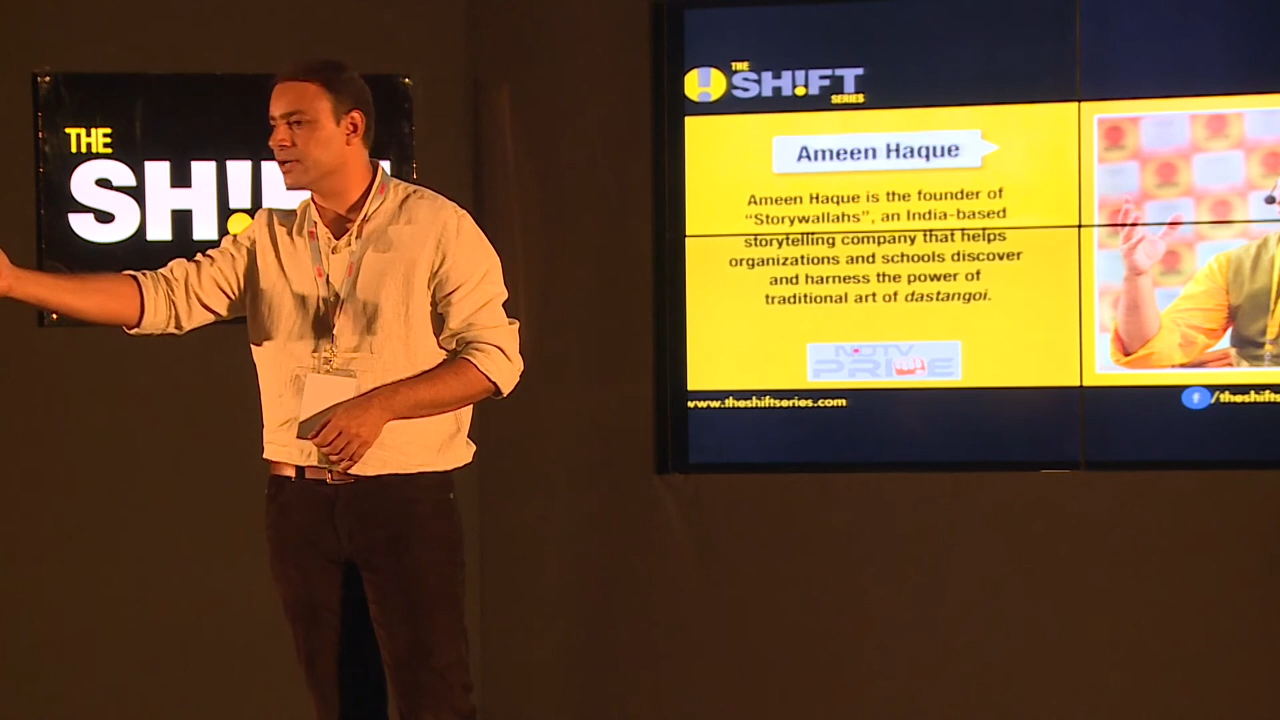 THE
SH!F
THE
SH!FT
SERIES
Ameen Haque
Ameen Haque is the founder of
“Storywallahs”, an India-based
storytelling company that helps
organizations and schools discover
and harness the power of
traditional art of dastangoi.
NDTV
PRIME
www.theshiftseries.com
f /theshifts